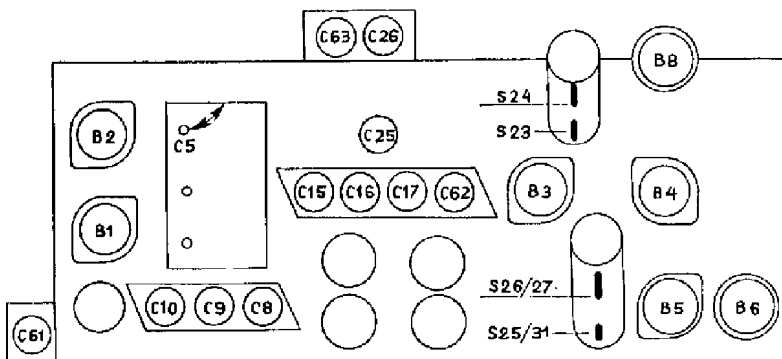 C63 C26
B8
S24
B2
C5
S23
C25
C15 C16 C17 C62
B3
B4
B1
S26/27
C10 C9 C8
B5 B6
C61
S25/31